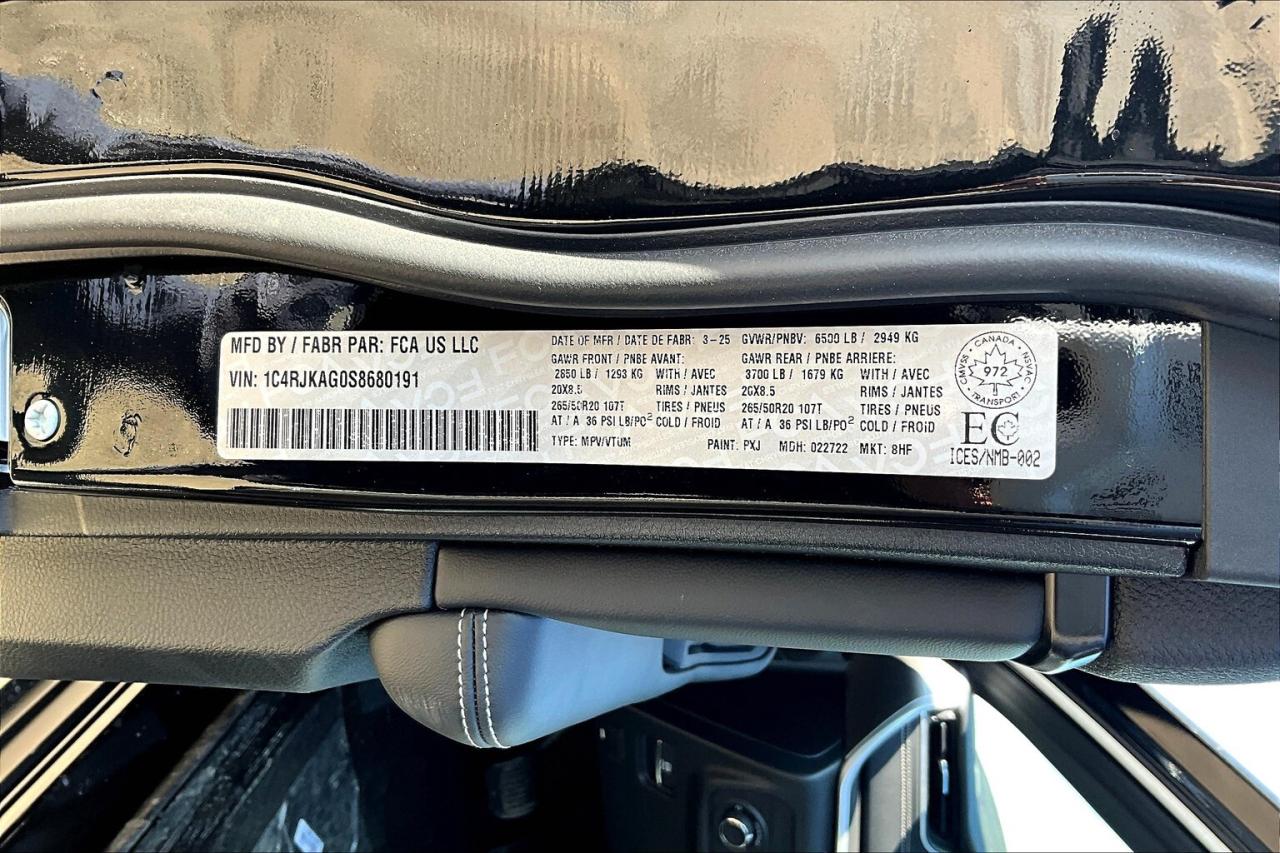 MFD BY / FABR PAR: FCA US LLC
VIN: 1C4RJKAG0S8680191
DATE OF MFR / DATE DE FABR: 3-25 GVWR/PNBV: 6500 LB / 2949 KG
GAWR FRONT / PNBE AVANT: GAWR REAR / PNBE ARRIERE:
2850 LB / 1293 KG WITH / AVEC 3700 LB / 1679 KG WITH / AVEC
20X8.5 RIMS / JANTES 20X8.5 RIMS / JANTES
265/50R20 107T TIRES / PNEUS 265/50R20 107T TIRES / PNEUS
AT / A 36 PSI LB/PO² COLD / FROID AT / A 36 PSI LB/PO² COLD / FROID
TYPE: MPV/VTUM PAINT: PXJ MDH: 022722 MKT: 8HF
CANADA
CMVSS 972 NSVAC
TRANSPORT
EC
ICES/NMB-002